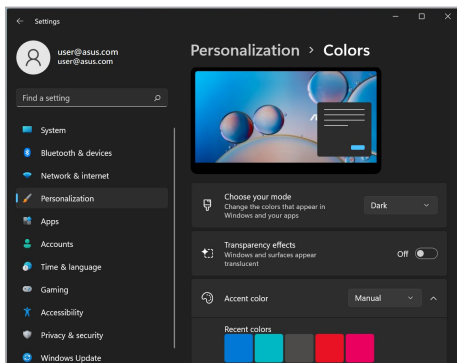 Settings
user@asus.com
user@asus.com
Find a setting
System
Bluetooth & devices
Network & internet
Personalization
Apps
Accounts
Time & language
Gaming
Accessibility
Privacy & security
Windows Update
Personalization > Colors
Choose your mode
Change the colors that appear in
Windows and your apps
Dark
Transparency effects
Windows and surfaces appear
translucent
Off
Accent color
Manual
Recent colors